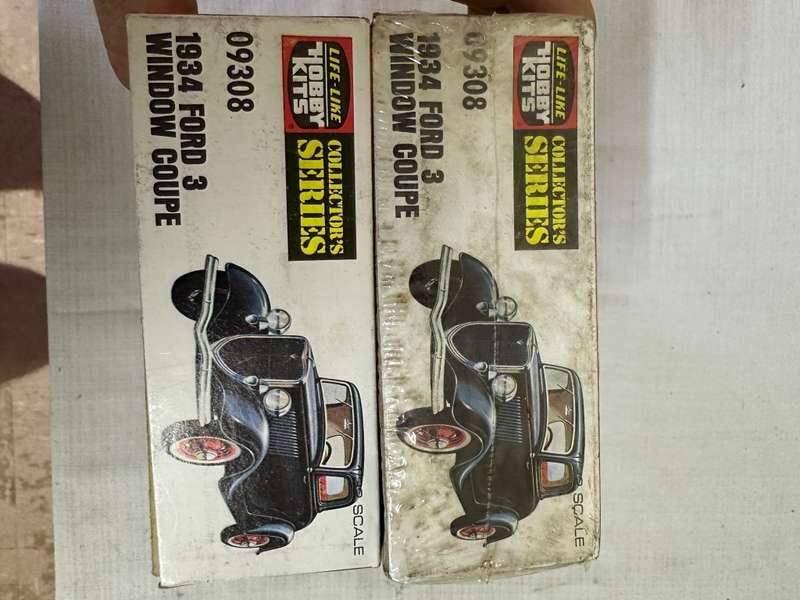 09308
1934 FORD 3
WINDOW COUPE
LIFE-LIKE
HOBBY
KITS
COLLECTOR'S
SERIES
SCALE
09308
1934 FORD 3
WINDOW COUPE
LIFE-LIKE
HOBBY
KITS
COLLECTOR'S
SERIES
SCALE